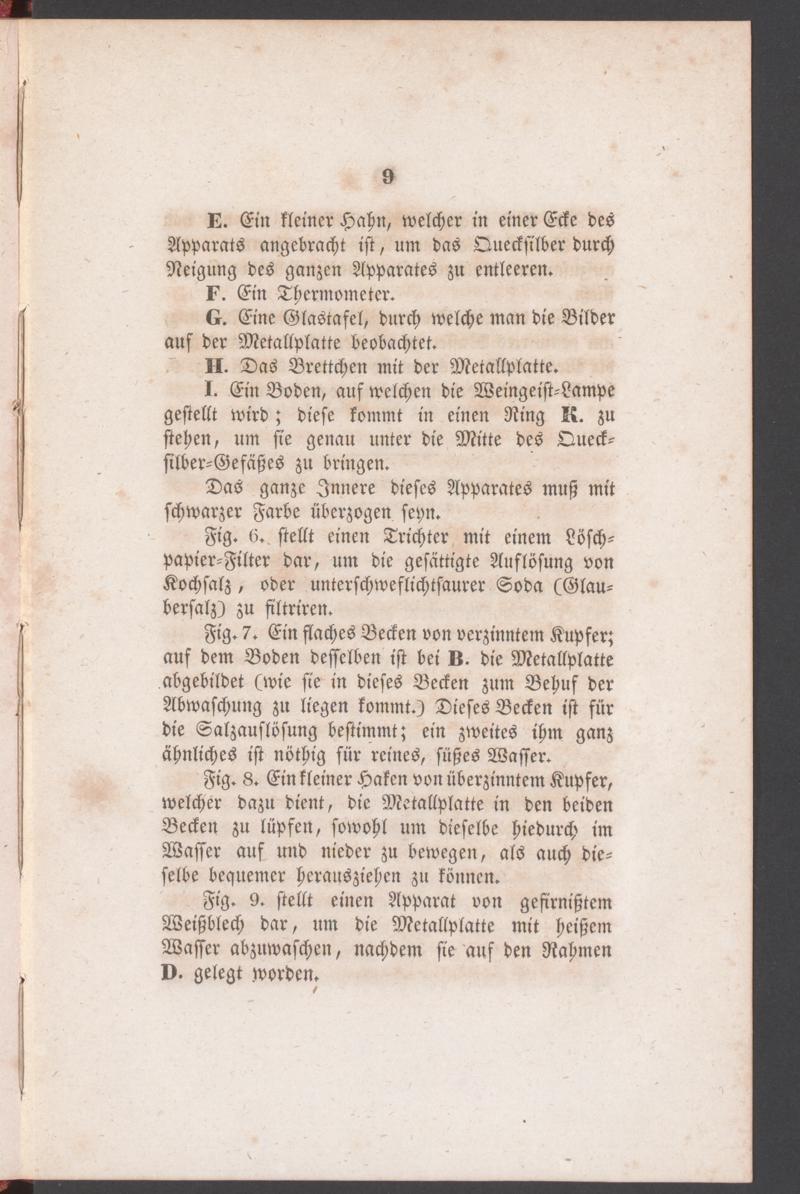 9
E. Ein kleiner Hahn, welcher in einer Ecke des
Apparats angebracht ist, um das Quecksilber durch
Neigung des ganzen Apparates zu entleeren.
F. Ein Thermometer.
G. Eine Glastafel, durch welche man die Bilder
auf der Metallplatte beobachtet.
H. Das Brettchen mit der Metallplatte.
I. Ein Boden, auf welchen die Weingeist-Lampe
gestellt wird; diese kommt in einen Ring K. zu
stehen, um sie genau unter die Mitte des Queck-
silber-Gefäßes zu bringen.
Das ganze Innere dieses Apparates muß mit
schwarzer Farbe überzogen seyn.
Fig. 6. stellt einen Trichter mit einem Lösch-
papier-Filter dar, um die gesättigte Auflösung von
Kochsalz, oder unterschweflichtsaurer Soda (Glau-
bersalz) zu filtriren.
Fig. 7. Ein flaches Becken von verzinntem Kupfer;
auf dem Boden desselben ist bei B. die Metallplatte
abgebildet (wie sie in dieses Becken zum Behuf der
Abwaschung zu liegen kommt.) Dieses Becken ist für
die Salzauflösung bestimmt; ein zweites ihm ganz
ähnliches ist nöthig für reines, süßes Wasser.
Fig. 8. Ein kleiner Haken von überzinntem Kupfer,
welcher dazu dient, die Metallplatte in den beiden
Becken zu lüpfen, sowohl um dieselbe hiedurch im
Wasser auf und nieder zu bewegen, als auch die-
selbe bequemer herausziehen zu können.
Fig. 9. stellt einen Apparat von gefirnißtem
Weißblech dar, um die Metallplatte mit heißem
Wasser abzuwaschen, nachdem sie auf den Rahmen
D. gelegt worden.